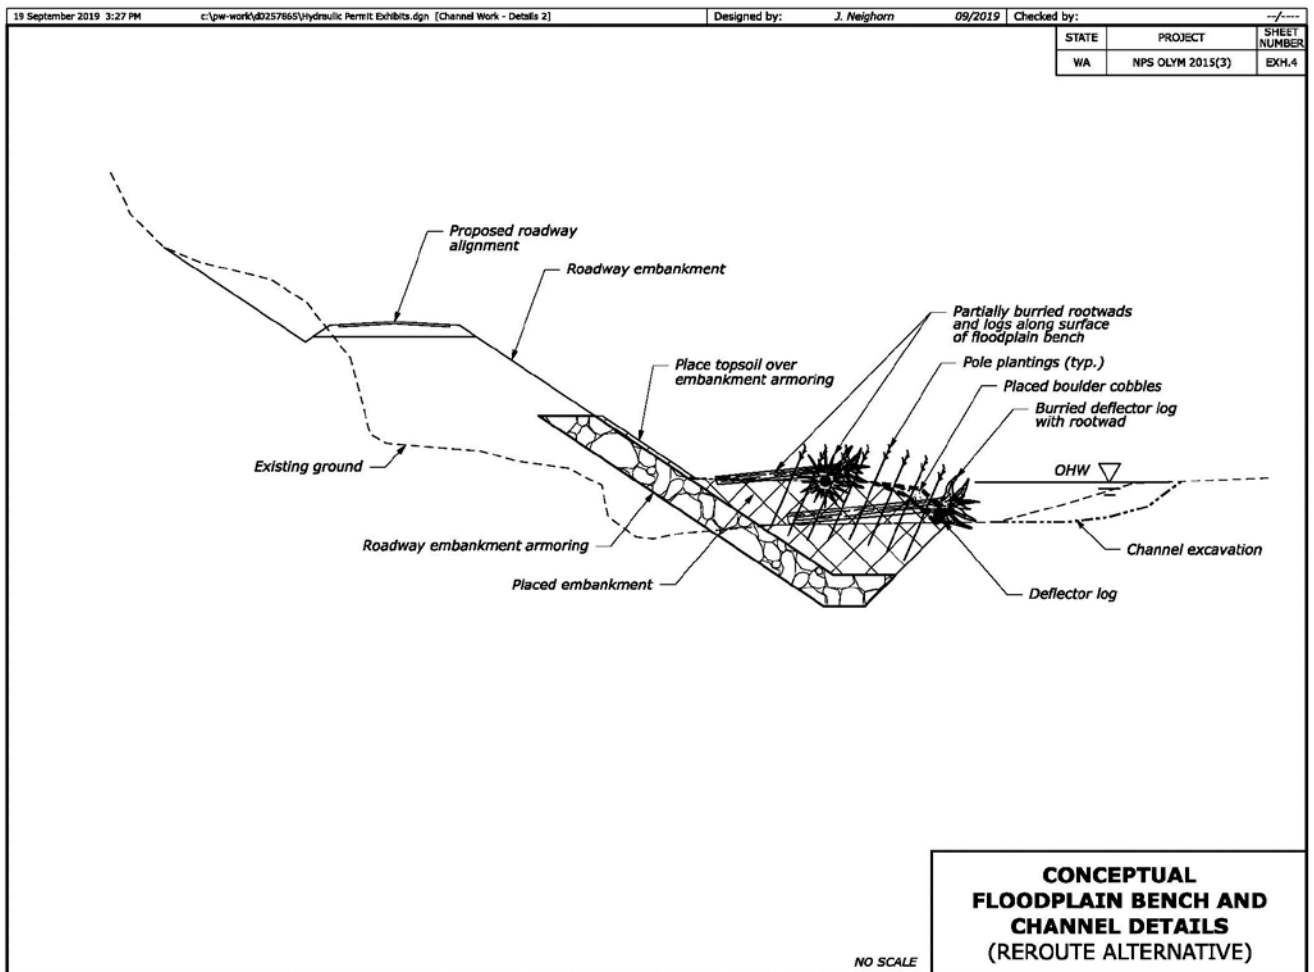 19 September 2019 3:27 PM
c:\pw-work\d0257865\Hydraulic Permit Exhibits.dgn [Channel Work - Details 2]
Designed by: J. Neighorn 09/2019
Checked by: --/----
STATE PROJECT SHEET NUMBER
WA NPS OLYM 2015(3) EXH.4
Proposed roadway
alignment
Roadway embankment
Partially burried rootwads
and logs along surface
of floodplain bench
Place topsoil over
embankment armoring
Pole plantings (typ.)
Placed boulder cobbles
Burried deflector log
with rootwad
Existing ground
OHW
Roadway embankment armoring
Channel excavation
Placed embankment
Deflector log
NO SCALE
CONCEPTUAL
FLOODPLAIN BENCH AND
CHANNEL DETAILS
(REROUTE ALTERNATIVE)